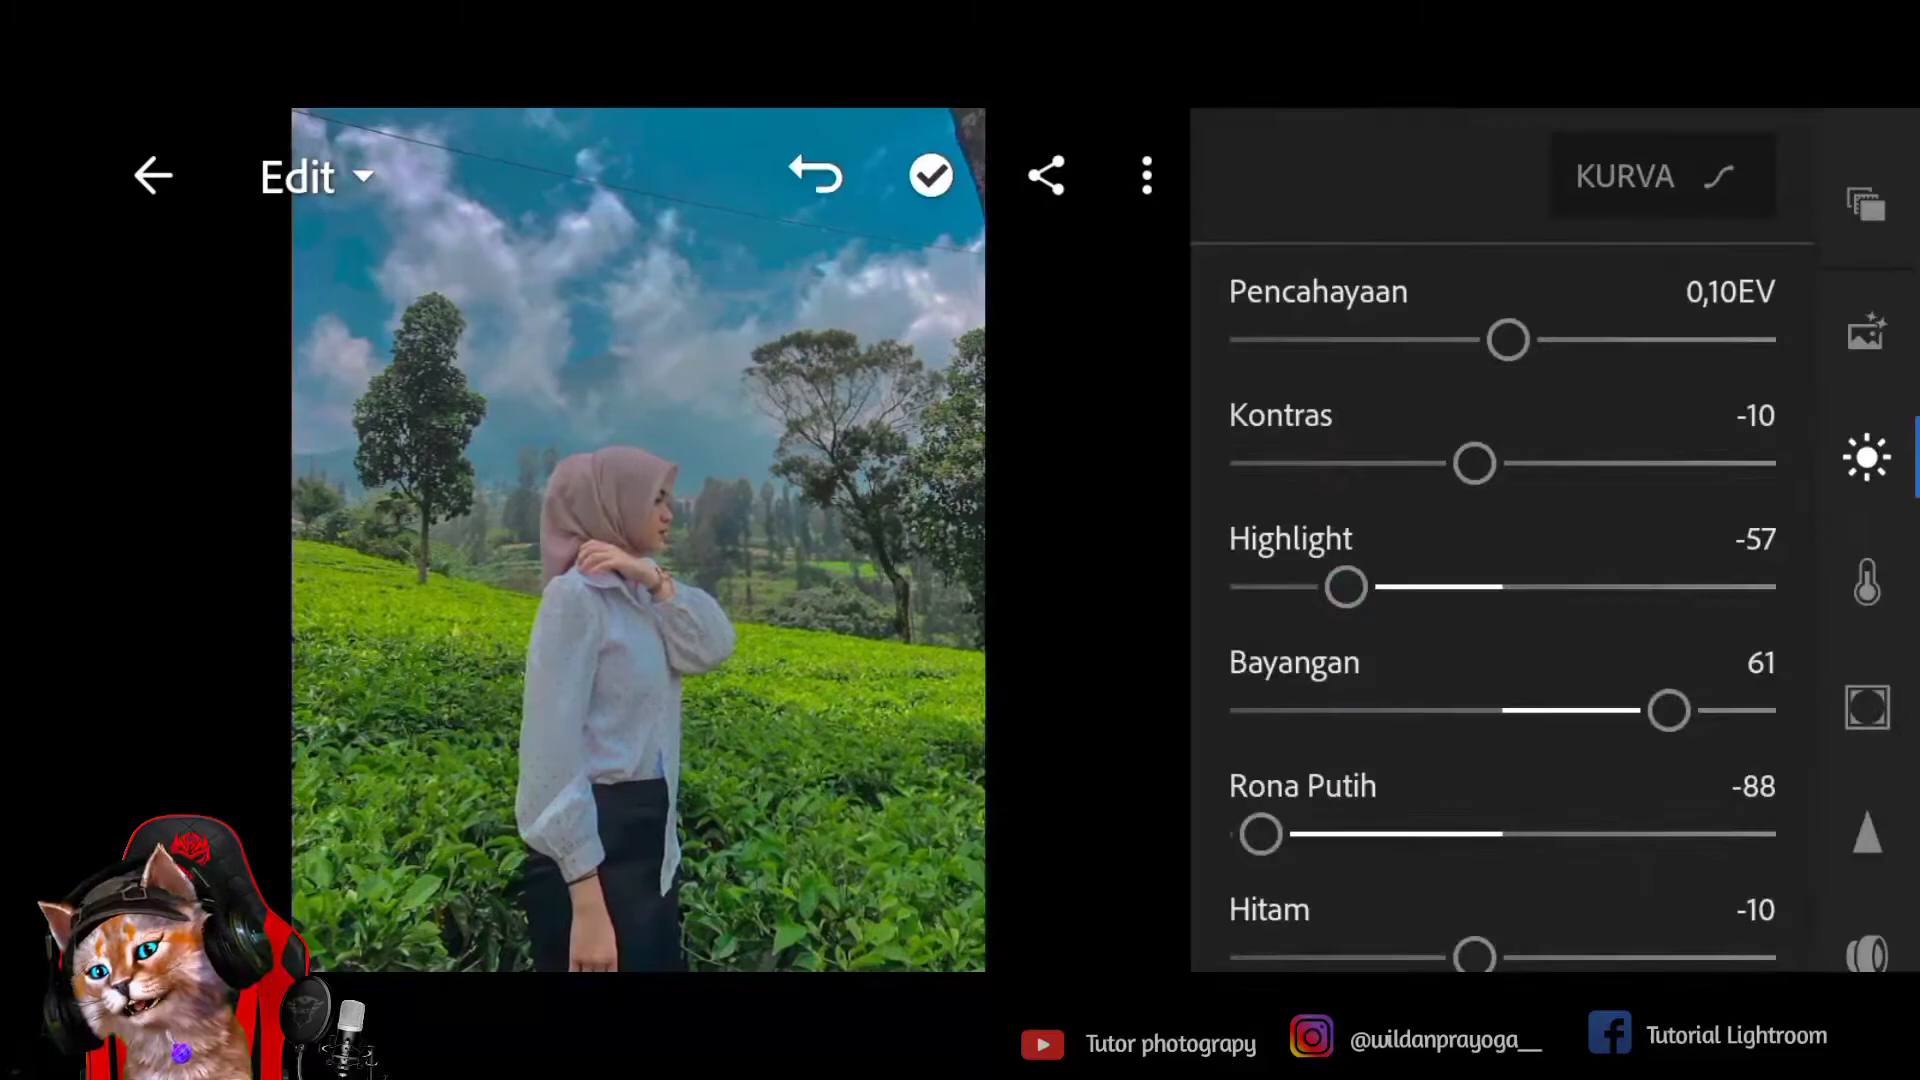 Edit
KURVA
Pencahayaan 0,10EV
Kontras -10
Highlight -57
Bayangan 61
Rona Putih -88
Hitam -10
Tutor photograpy @wildanprayoga__ Tutorial Lightroom